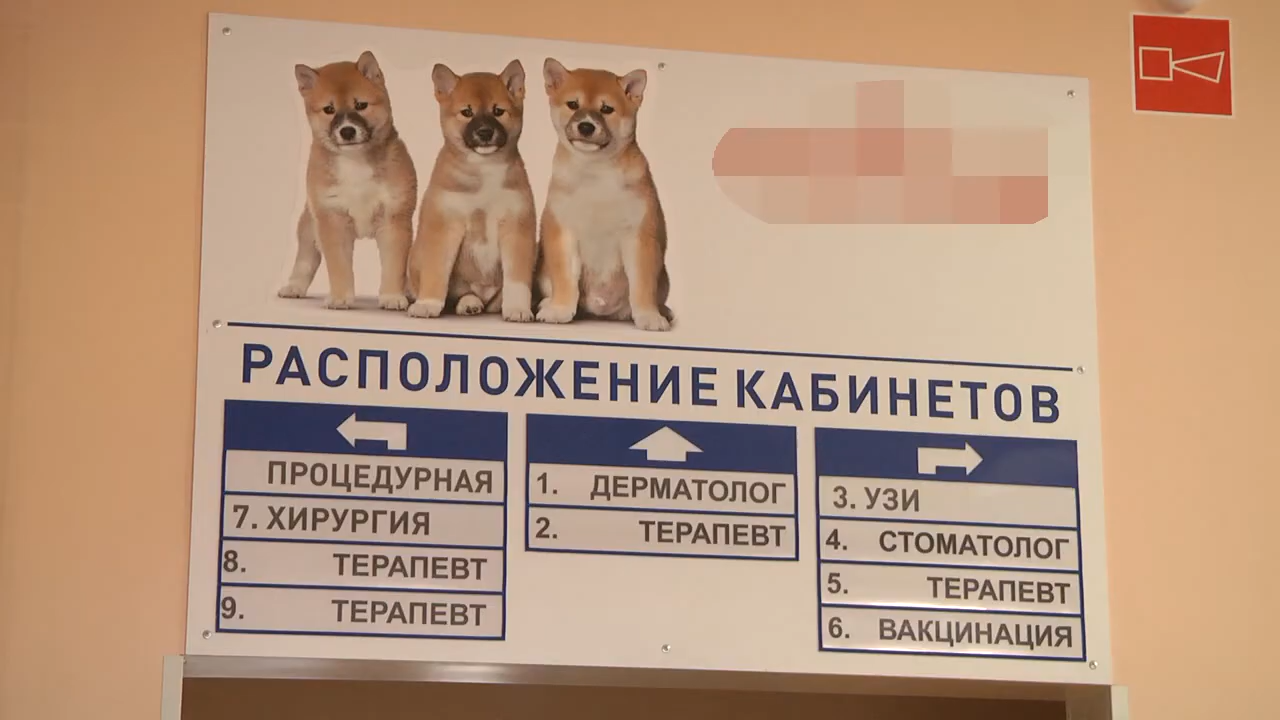 РАСПОЛОЖЕНИЕ КАБИНЕТОВ
ПРОЦЕДУРНАЯ
7. ХИРУРГИЯ
8. ТЕРАПЕВТ
9. ТЕРАПЕВТ
1. ДЕРМАТОЛОГ
2. ТЕРАПЕВТ
3. УЗИ
4. СТОМАТОЛОГ
5. ТЕРАПЕВТ
6. ВАКЦИНАЦИЯ